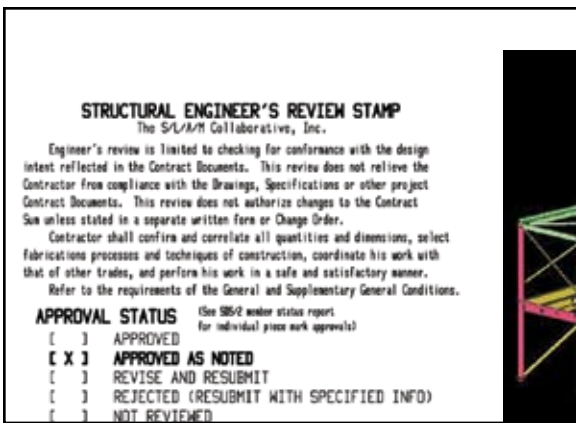 STRUCTURAL ENGINEER'S REVIEW STAMP
The S/L/A/M Collaborative, Inc.
Engineer's review is limited to checking for conformance with the design
intent reflected in the Contract Documents. This review does not relieve the
Contractor from compliance with the Drawings, Specifications or other project
Contract Documents. This review does not authorize changes to the Contract
Sum unless stated in a separate written form or Change Order.
Contractor shall confirm and correlate all quantities and dimensions, select
fabrications processes and techniques of construction, coordinate his work with
that of other trades, and perform his work in a safe and satisfactory manner.
Refer to the requirements of the General and Supplementary General Conditions.
APPROVAL STATUS (See SDS/2 member status report
for individual piece mark approvals)
[ ] APPROVED
[ X ] APPROVED AS NOTED
[ ] REVISE AND RESUBMIT
[ ] REJECTED (RESUBMIT WITH SPECIFIED INFO)
[ ] NOT REVIEWED